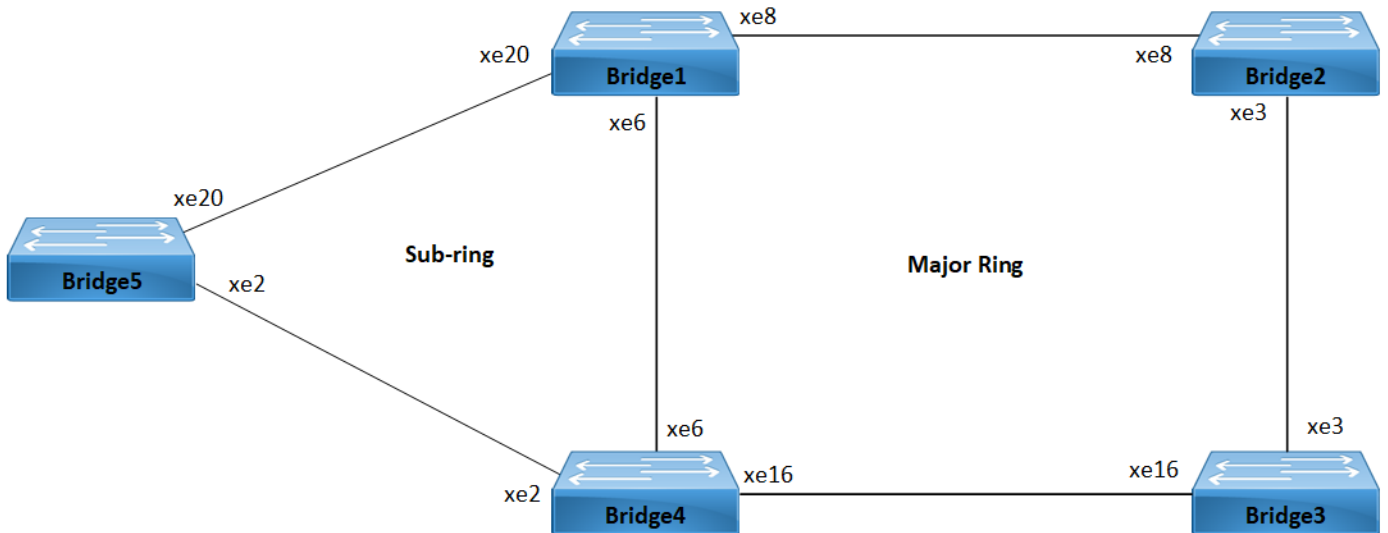 xe8
xe20
Bridge1
xe8
Bridge2
xe6
xe3
xe20
Sub-ring
Major Ring
Bridge5
xe2
xe6
xe3
xe2
xe16
xe16
Bridge4
Bridge3